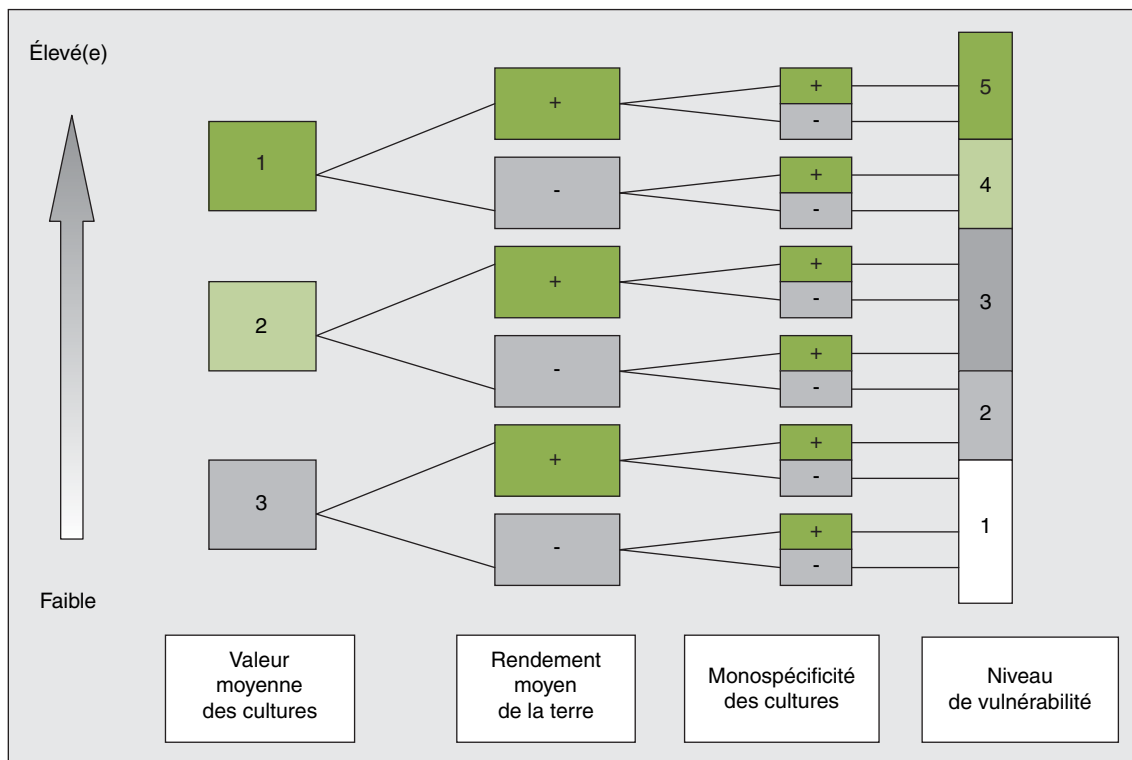 Élevé(e)
Faible
1
2
3
+
-
+
-
+
-
+
-
+
-
+
-
+
-
+
-
+
-
5
4
3
2
1
Valeur
moyenne
des cultures
Rendement
moyen
de la terre
Monospécificité
des cultures
Niveau
de vulnérabilité